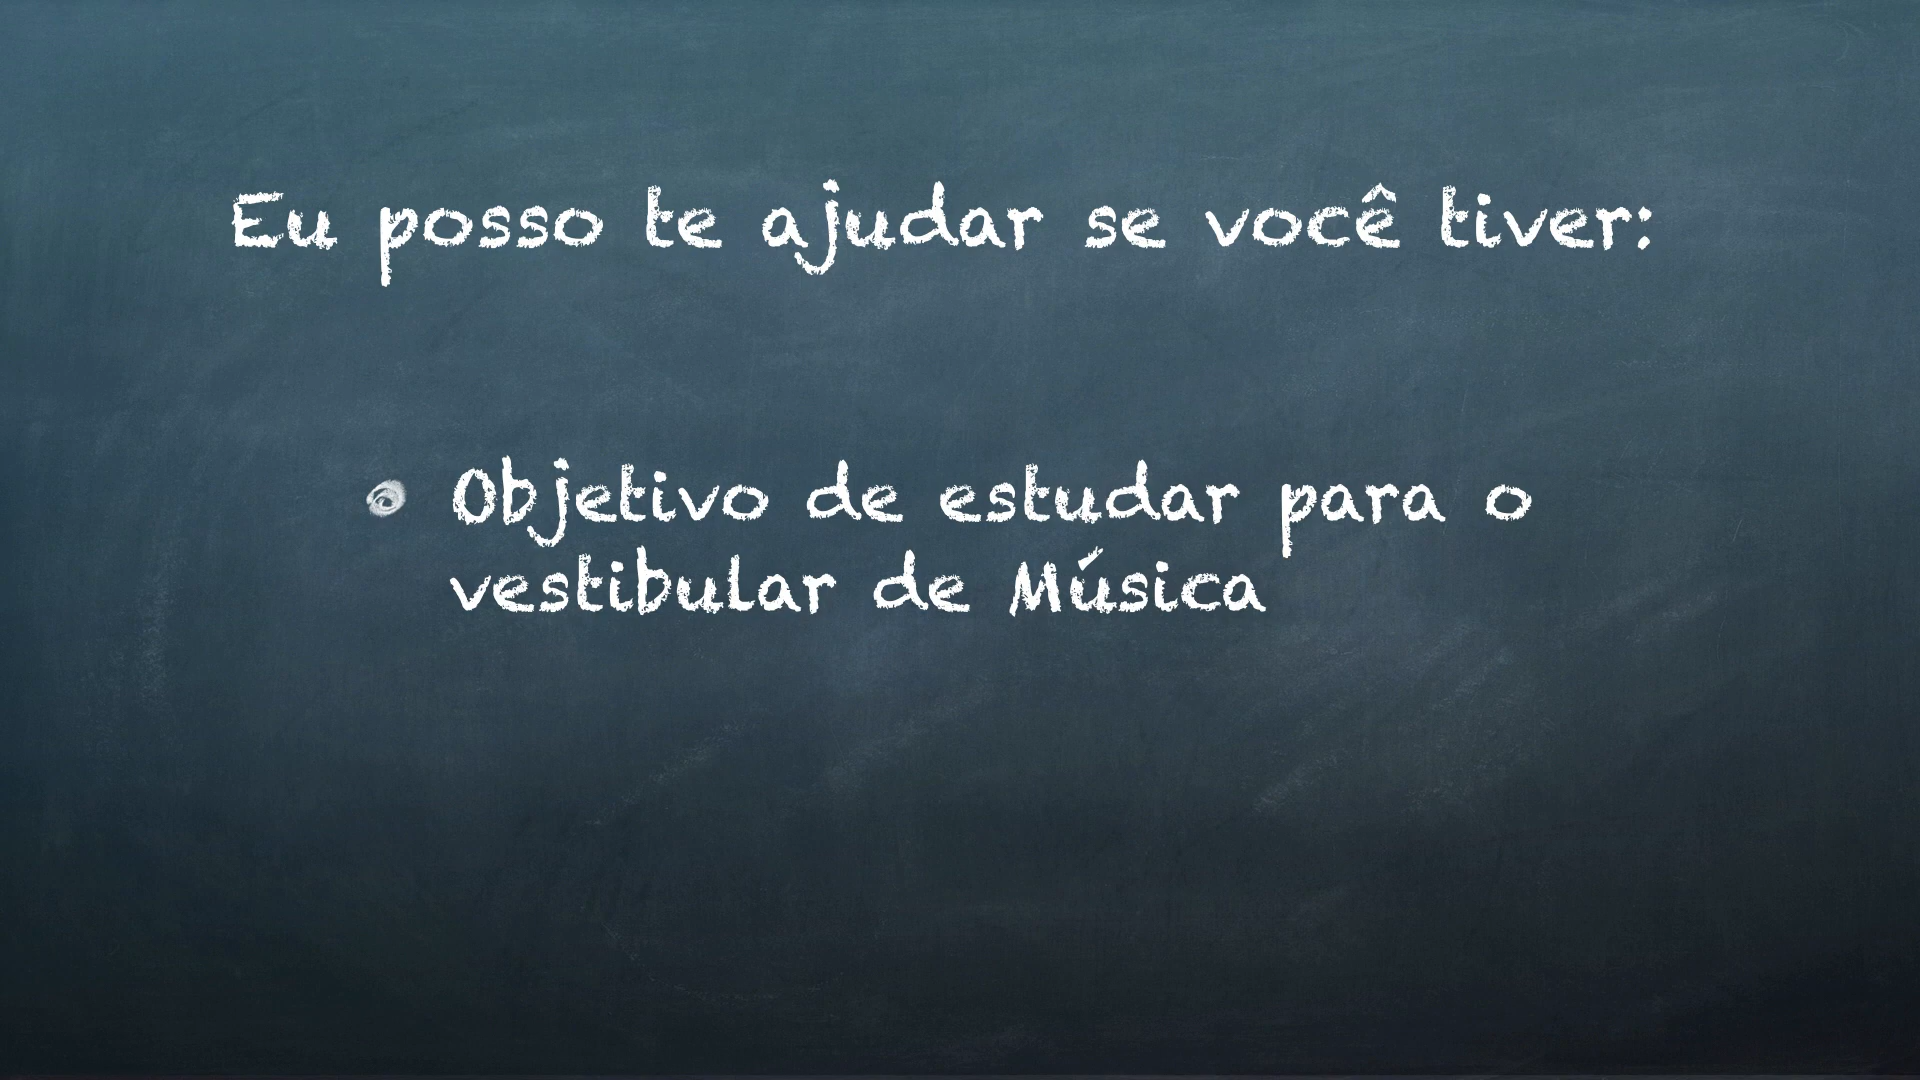 Eu posso te ajudar se você tiver:
Objetivo de estudar para o
vestibular de Música